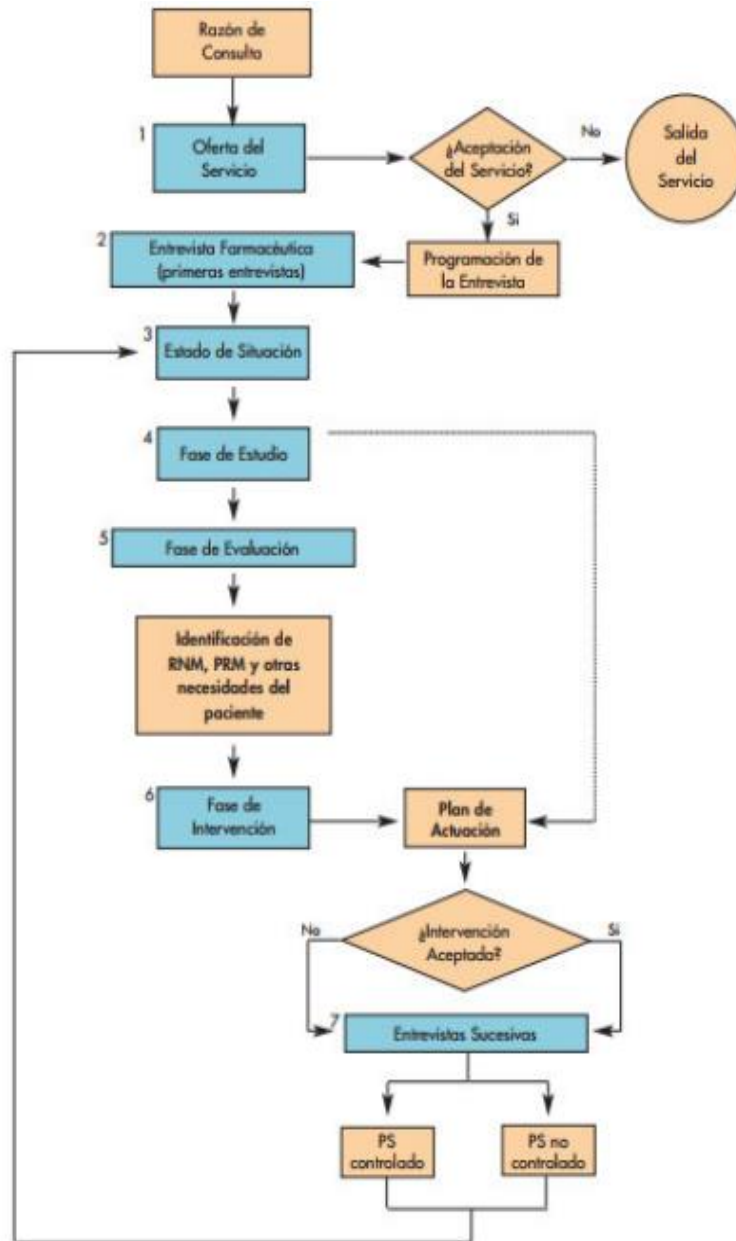 Razón de
Consulta
1
Oferta del
Servicio
¿Aceptación
del Servicio?
No
Salida
del
Servicio
Si
2
Entrevista Farmacéutica
(primeras entrevistas)
Programación de
la Entrevista
3
Estado de Situación
4
Fase de Estudio
5
Fase de Evaluación
Identificación de
RNM, PRM y otras
necesidades del
paciente
6
Fase de
Intervención
Plan de
Actuación
No
¿Intervención
Aceptada?
Si
7
Entrevistas Sucesivas
PS
controlado
PS no
controlado